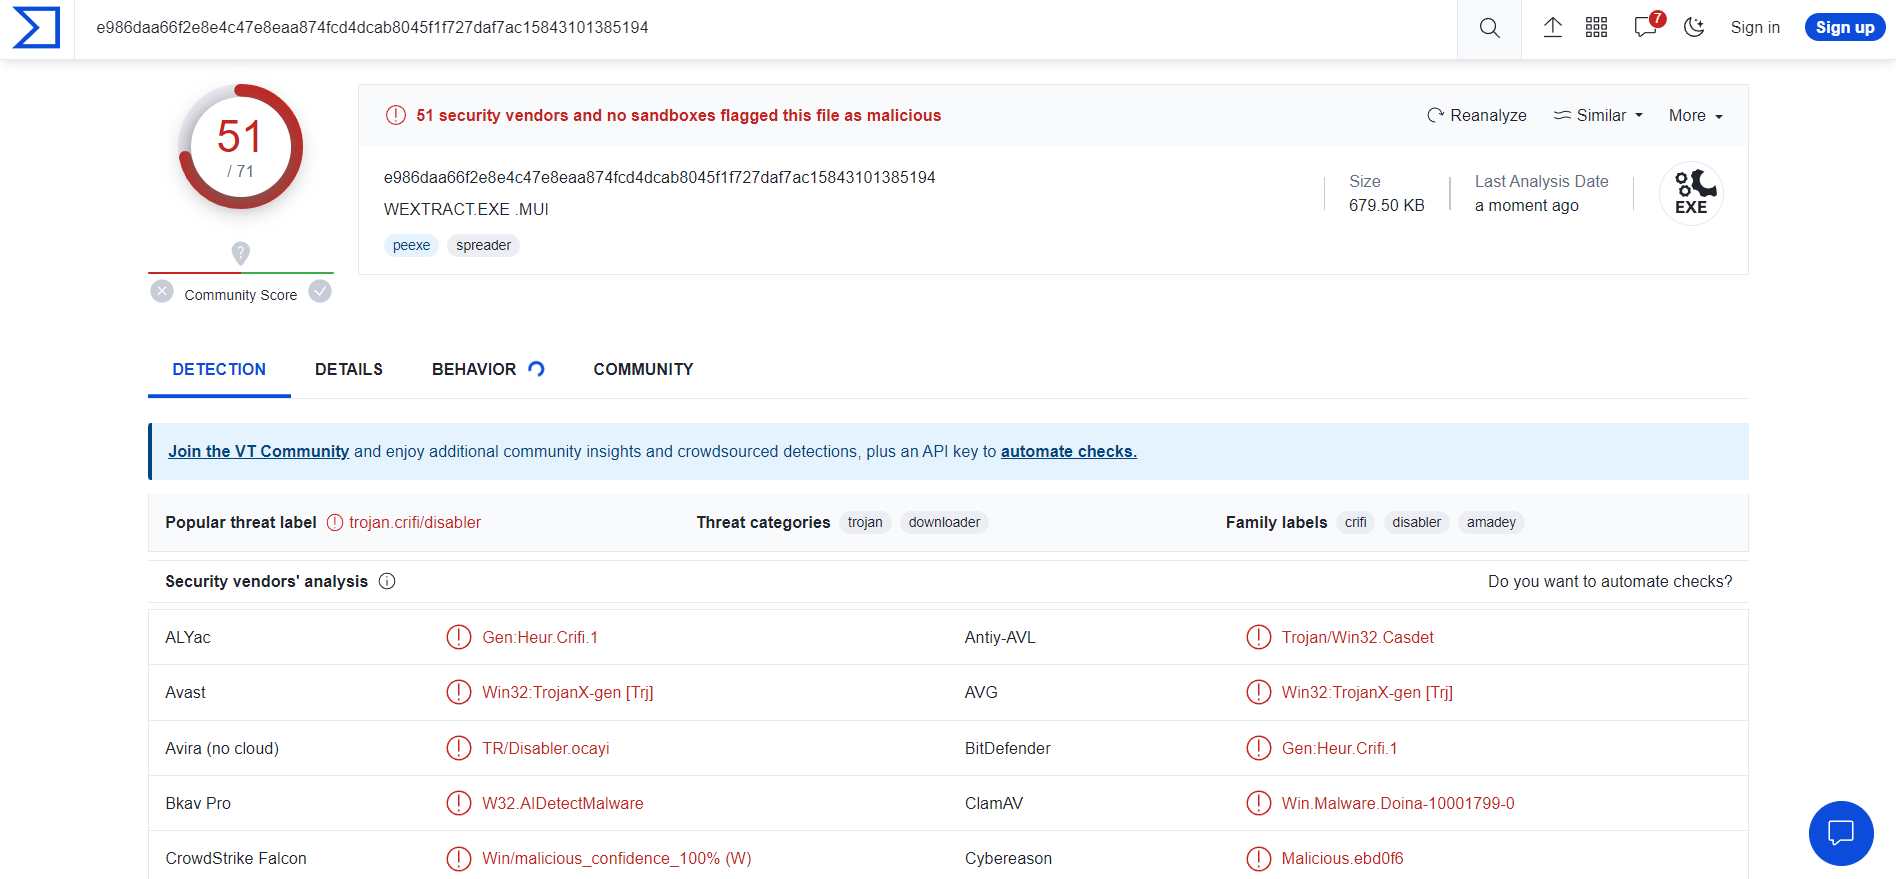 e986daa66f2e8e4c47e8eaa874fcd4dcab8045f1f727daf7ac15843101385194
7
Sign in
Sign up
51
/ 71
Community Score
51 security vendors and no sandboxes flagged this file as malicious
Reanalyze
Similar
More
e986daa66f2e8e4c47e8eaa874fcd4dcab8045f1f727daf7ac15843101385194
WEXTRACT.EXE .MUI
peexe
spreader
Size
679.50 KB
Last Analysis Date
a moment ago
EXE
DETECTION
DETAILS
BEHAVIOR
COMMUNITY
Join the VT Community and enjoy additional community insights and crowdsourced detections, plus an API key to automate checks.
Popular threat label trojan.crifi/disabler
Threat categories trojan downloader
Family labels crifi disabler amadey
Security vendors' analysis
Do you want to automate checks?
ALYac Gen:Heur.Crifi.1 Antiy-AVL Trojan/Win32.Casdet
Avast Win32:TrojanX-gen [Trj] AVG Win32:TrojanX-gen [Trj]
Avira (no cloud) TR/Disabler.ocayi BitDefender Gen:Heur.Crifi.1
Bkav Pro W32.AIDetectMalware ClamAV Win.Malware.Doina-10001799-0
CrowdStrike Falcon Win/malicious_confidence_100% (W) Cybereason Malicious.ebd0f6